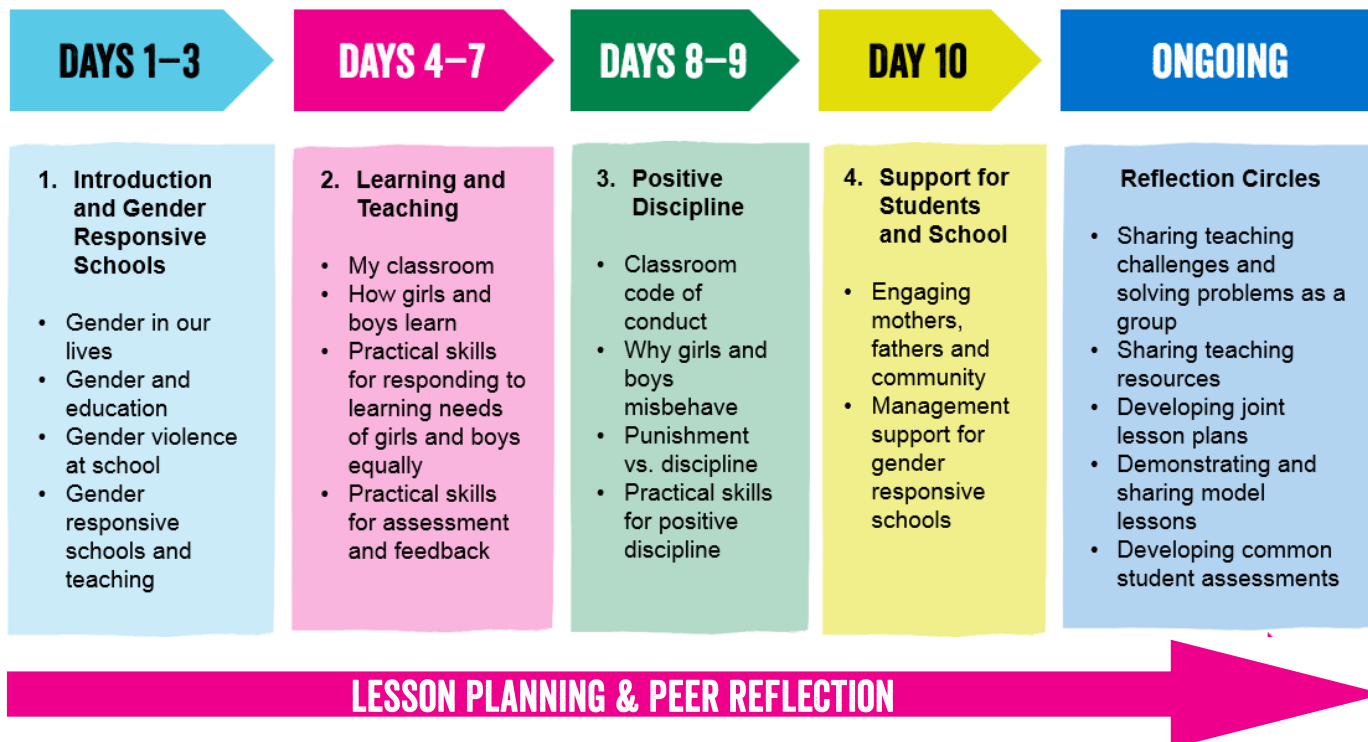 DAYS 1–3
DAYS 4–7
DAYS 8–9
DAY 10
ONGOING
1. Introduction
and Gender
Responsive
Schools
• Gender in our
lives
• Gender and
education
• Gender violence
at school
• Gender
responsive
schools and
teaching
2. Learning and
Teaching
• My classroom
• How girls and
boys learn
• Practical skills
for responding to
learning needs
of girls and boys
equally
• Practical skills
for assessment
and feedback
3. Positive
Discipline
• Classroom
code of
conduct
• Why girls and
boys
misbehave
• Punishment
vs. discipline
• Practical skills
for positive
discipline
4. Support for
Students
and School
• Engaging
mothers,
fathers and
community
• Management
support for
gender
responsive
schools
Reflection Circles
• Sharing teaching
challenges and
solving problems as a
group
• Sharing teaching
resources
• Developing joint
lesson plans
• Demonstrating and
sharing model
lessons
• Developing common
student assessments
LESSON PLANNING & PEER REFLECTION